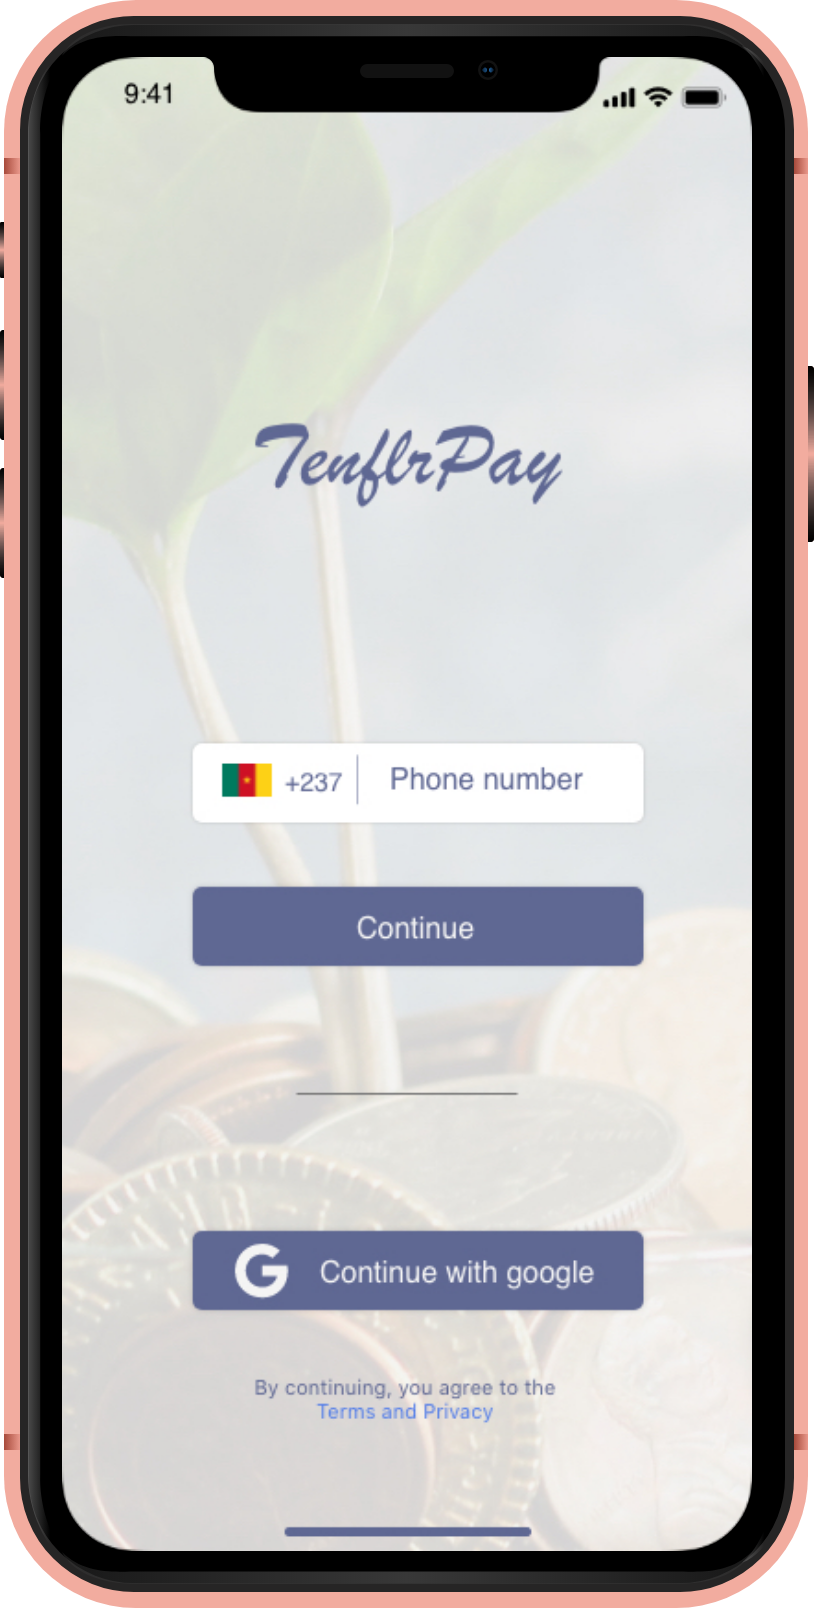 9:41
TenflrPay
+237 Phone number
Continue
Continue with google
By continuing, you agree to the
Terms and Privacy